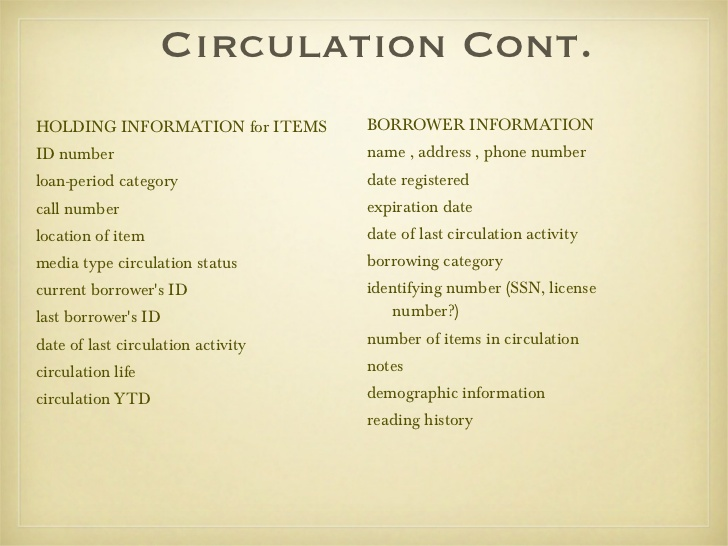 Circulation Cont.
HOLDING INFORMATION for ITEMS
ID number
loan-period category
call number
location of item
media type circulation status
current borrower's ID
last borrower's ID
date of last circulation activity
circulation life
circulation YTD
BORROWER INFORMATION
name , address , phone number
date registered
expiration date
date of last circulation activity
borrowing category
identifying number (SSN, license
number?)
number of items in circulation
notes
demographic information
reading history